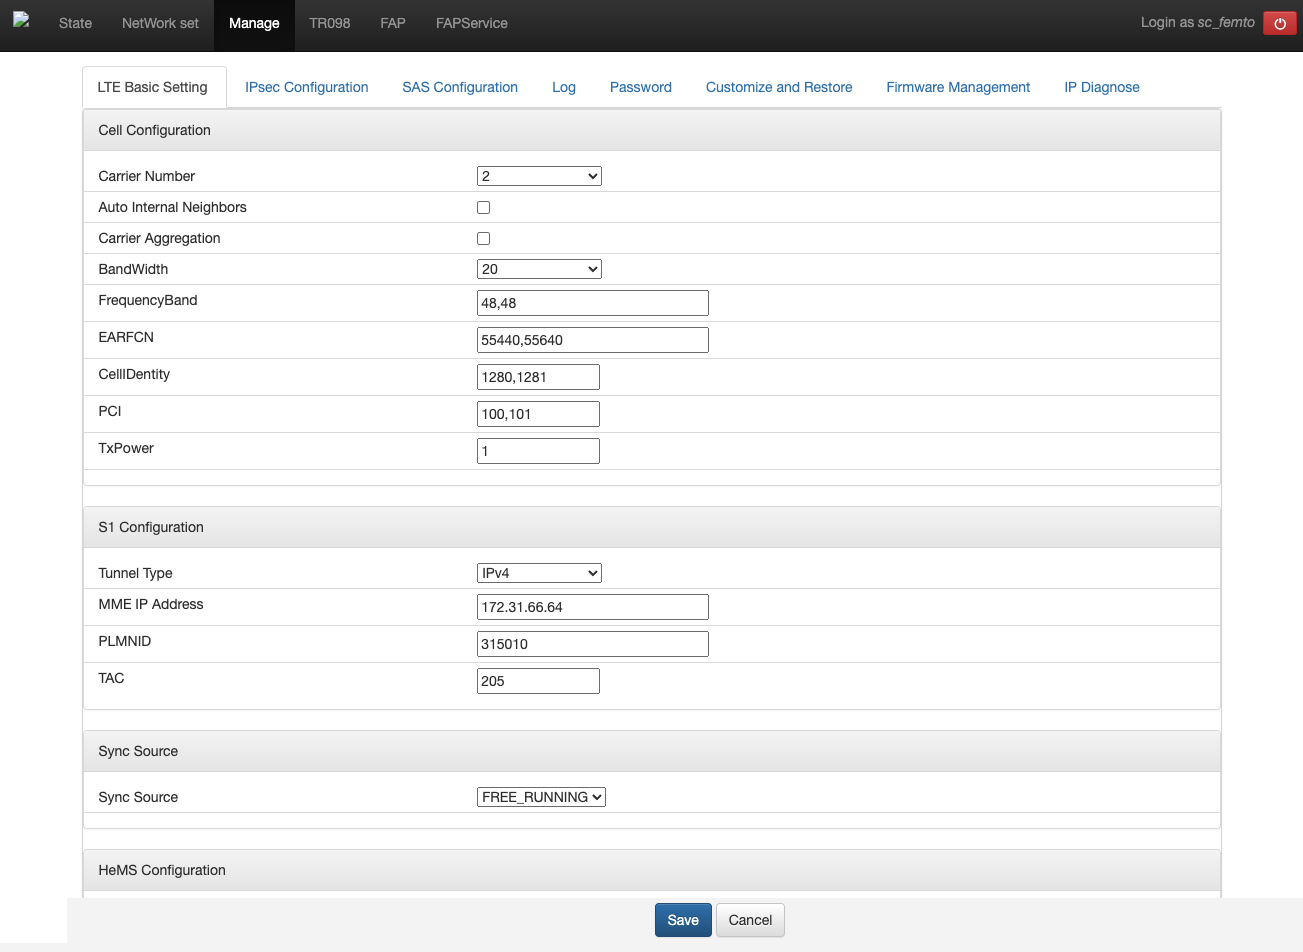 State NetWork set Manage TR098 FAP FAPService Login as sc_femto
LTE Basic Setting IPsec Configuration SAS Configuration Log Password Customize and Restore Firmware Management IP Diagnose
Cell Configuration
Carrier Number 2
Auto Internal Neighbors
Carrier Aggregation
BandWidth 20
FrequencyBand 48,48
EARFCN 55440,55640
CellIDentity 1280,1281
PCI 100,101
TxPower 1
S1 Configuration
Tunnel Type IPv4
MME IP Address 172.31.66.64
PLMNID 315010
TAC 205
Sync Source
Sync Source FREE_RUNNING
HeMS Configuration
Save Cancel